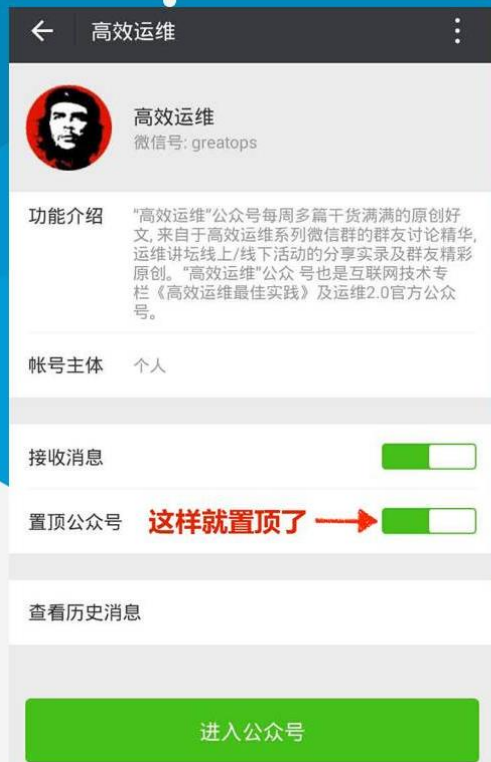 高效运维
高效运维
微信号: greatops
功能介绍
"高效运维"公众号每周多篇干货满满的原创好
文, 来自于高效运维系列微信群的群友讨论精华,
运维讲坛线上/线下活动的分享实录及群友精彩
原创。"高效运维"公众 号也是互联网技术专
栏《高效运维最佳实践》及运维2.0官方公众
号。
帐号主体 个人
接收消息
置顶公众号 这样就置顶了
查看历史消息
进入公众号